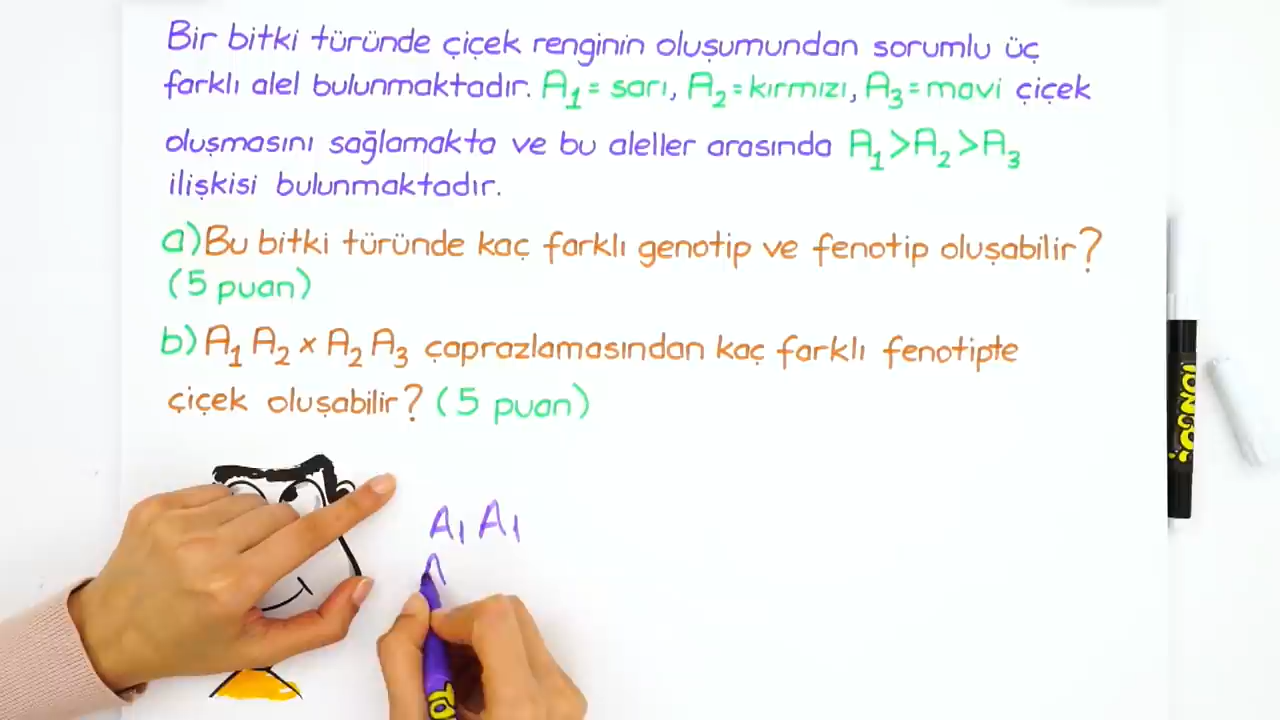 Bir bitki türünde çiçek renginin oluşumundan sorumlu üç
farklı alel bulunmaktadır. A₁ = sarı, A₂ = kırmızı, A₃ = mavi çiçek
oluşmasını sağlamakta ve bu aleller arasında A₁>A₂>A₃
ilişkisi bulunmaktadır.
a) Bu bitki türünde kaç farklı genotip ve fenotip oluşabilir?
(5 puan)
b) A₁ A₂ x A₂ A₃ çaprazlamasından kaç farklı fenotipte
çiçek oluşabilir? (5 puan)
A₁ A₁